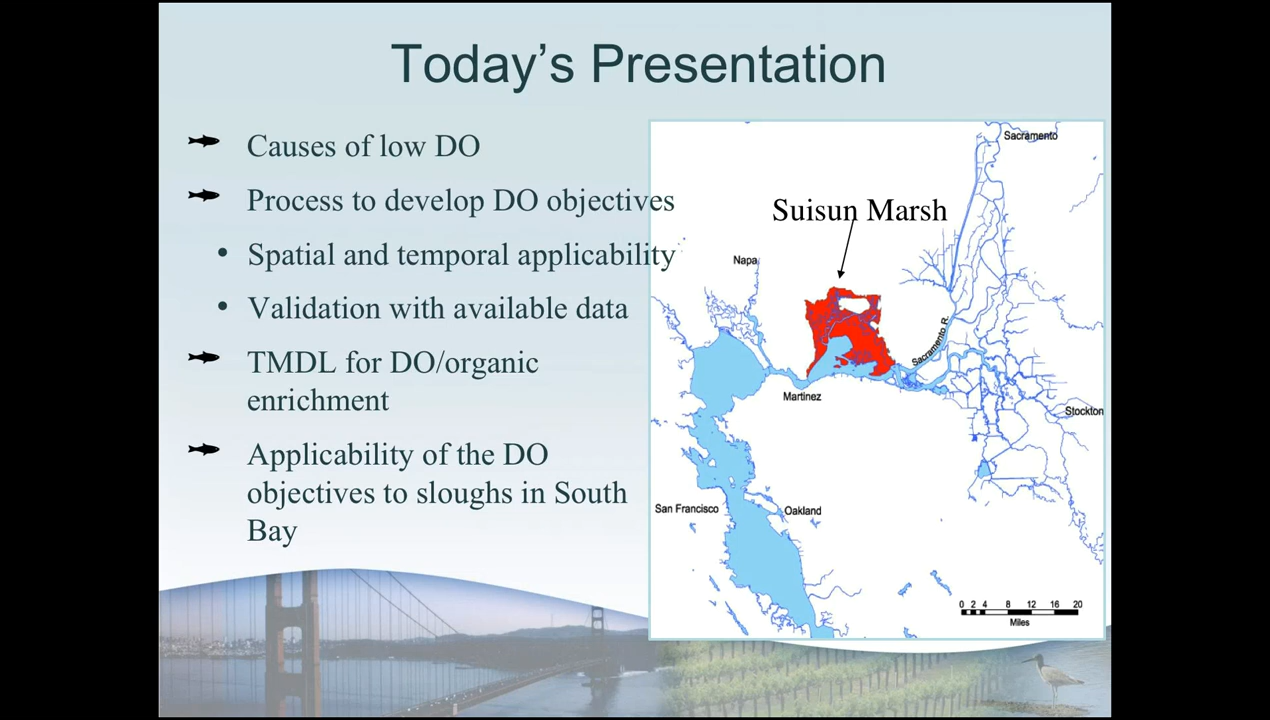 Today's Presentation
Causes of low DO
Process to develop DO objectives
• Spatial and temporal applicability
• Validation with available data
TMDL for DO/organic
enrichment
Applicability of the DO
objectives to sloughs in South
Bay
Sacramento
Suisun Marsh
Napa
Sacramento R.
Martinez
Stockton
San Francisco
Oakland
0 2 4 8 12 16 20
Miles